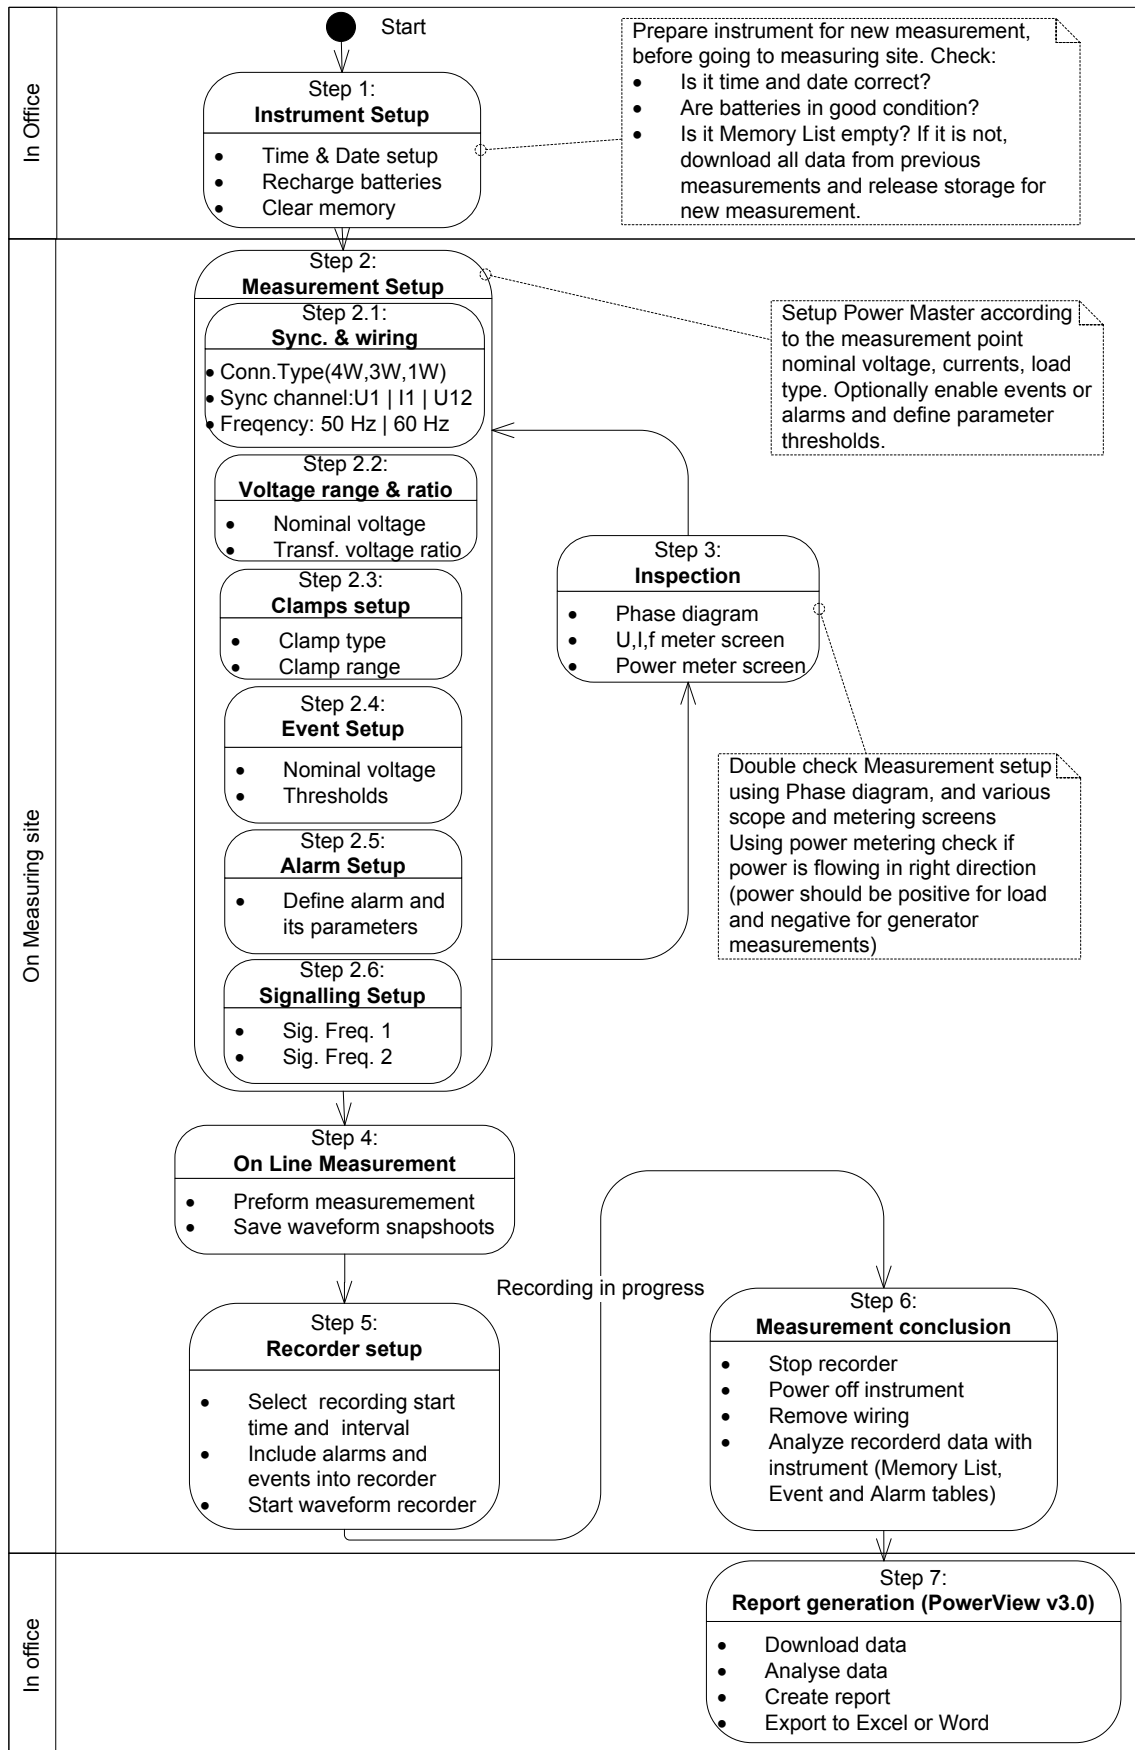 In Office
Start
Step 1:
Instrument Setup
• Time & Date setup
• Recharge batteries
• Clear memory
Prepare instrument for new measurement,
before going to measuring site. Check:
• Is it time and date correct?
• Are batteries in good condition?
• Is it Memory List empty? If it is not,
download all data from previous
measurements and release storage for
new measurement.
On Measuring site
Step 2:
Measurement Setup
Step 2.1:
Sync. & wiring
• Conn.Type(4W,3W,1W)
• Sync channel:U1 | I1 | U12
• Freqency: 50 Hz | 60 Hz
Step 2.2:
Voltage range & ratio
• Nominal voltage
• Transf. voltage ratio
Step 2.3:
Clamps setup
• Clamp type
• Clamp range
Step 2.4:
Event Setup
• Nominal voltage
• Thresholds
Step 2.5:
Alarm Setup
• Define alarm and
its parameters
Step 2.6:
Signalling Setup
• Sig. Freq. 1
• Sig. Freq. 2
Setup Power Master according
to the measurement point
nominal voltage, currents, load
type. Optionally enable events or
alarms and define parameter
thresholds.
Step 3:
Inspection
• Phase diagram
• U,I,f meter screen
• Power meter screen
Double check Measurement setup
using Phase diagram, and various
scope and metering screens
Using power metering check if
power is flowing in right direction
(power should be positive for load
and negative for generator
measurements)
Step 4:
On Line Measurement
• Preform measuremement
• Save waveform snapshoots
Step 5:
Recorder setup
• Select recording start
time and interval
• Include alarms and
events into recorder
• Start waveform recorder
Recording in progress
Step 6:
Measurement conclusion
• Stop recorder
• Power off instrument
• Remove wiring
• Analyze recorderd data with
instrument (Memory List,
Event and Alarm tables)
In office
Step 7:
Report generation (PowerView v3.0)
• Download data
• Analyse data
• Create report
• Export to Excel or Word